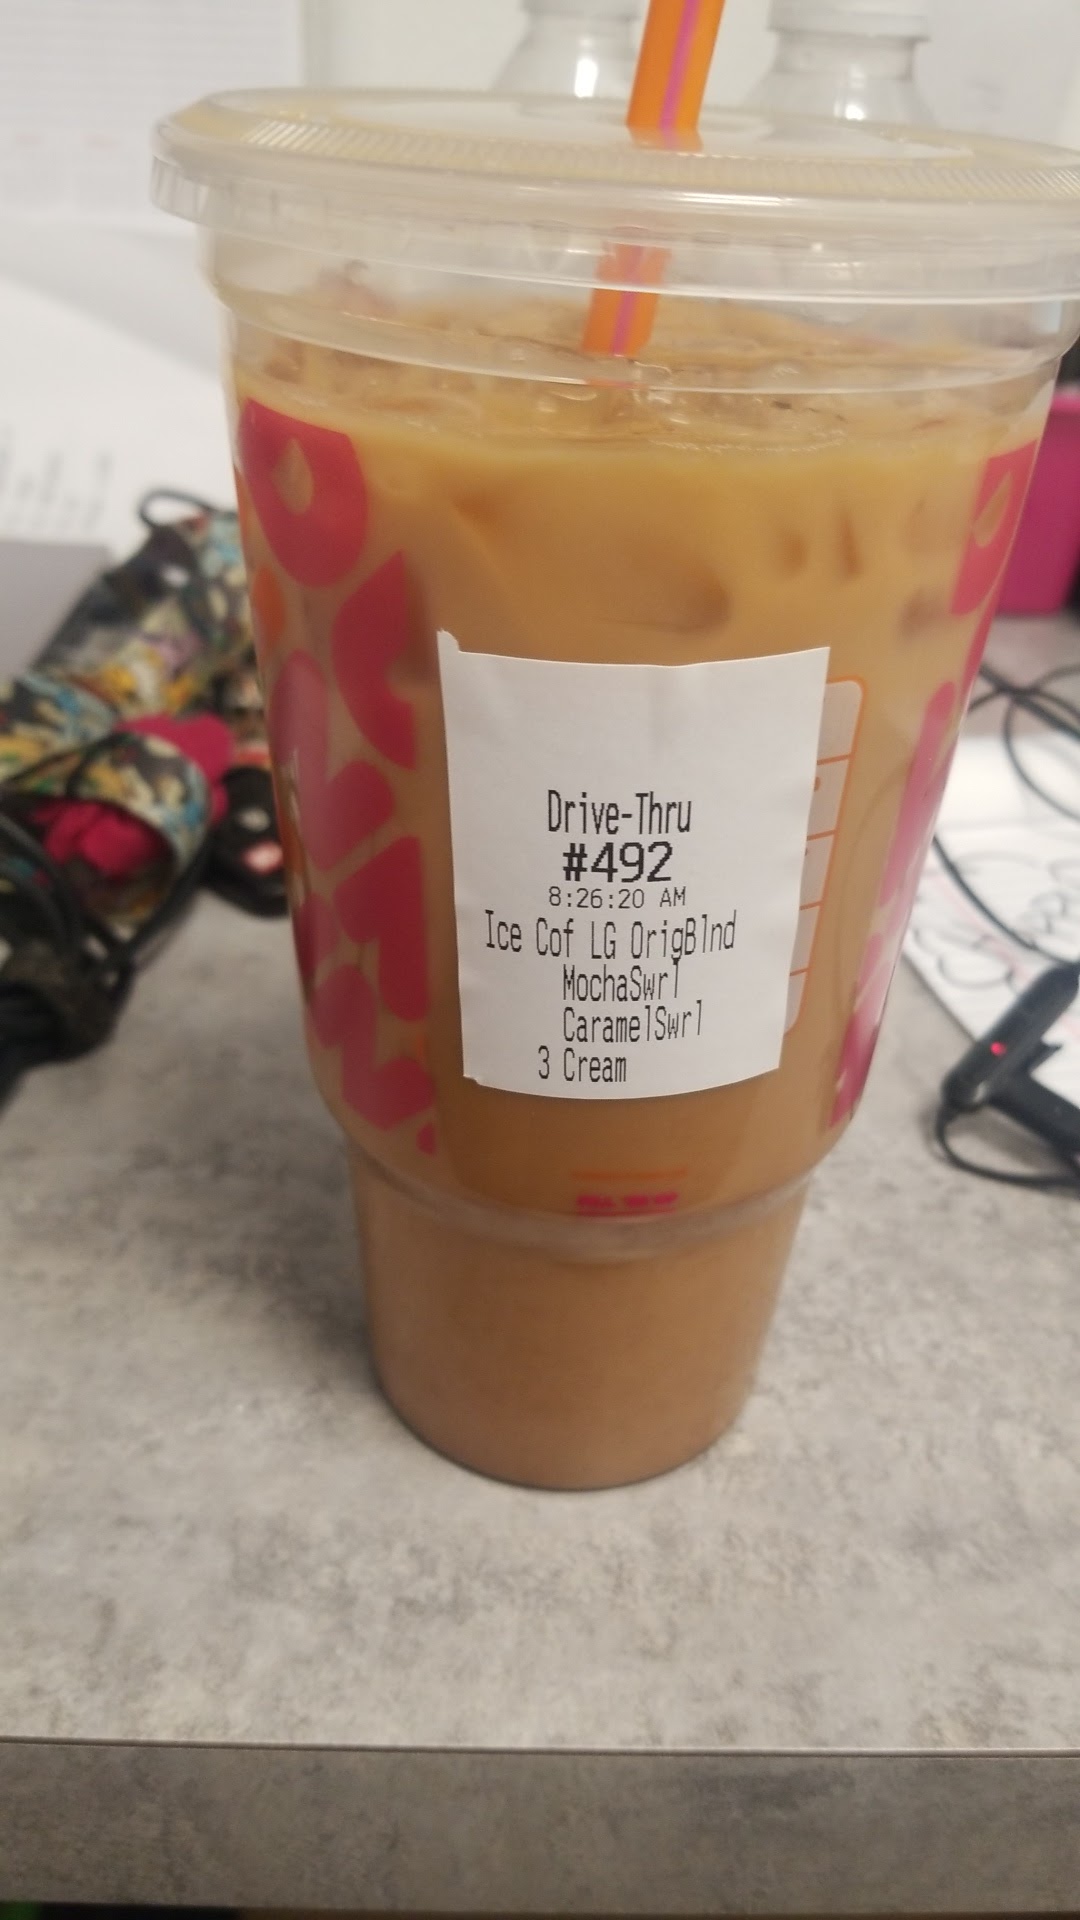 Drive-Thru
#492
8:26:20 AM
Ice Cof LG OrigBlnd
MochaSwrl
CaramelSwrl
3 Cream